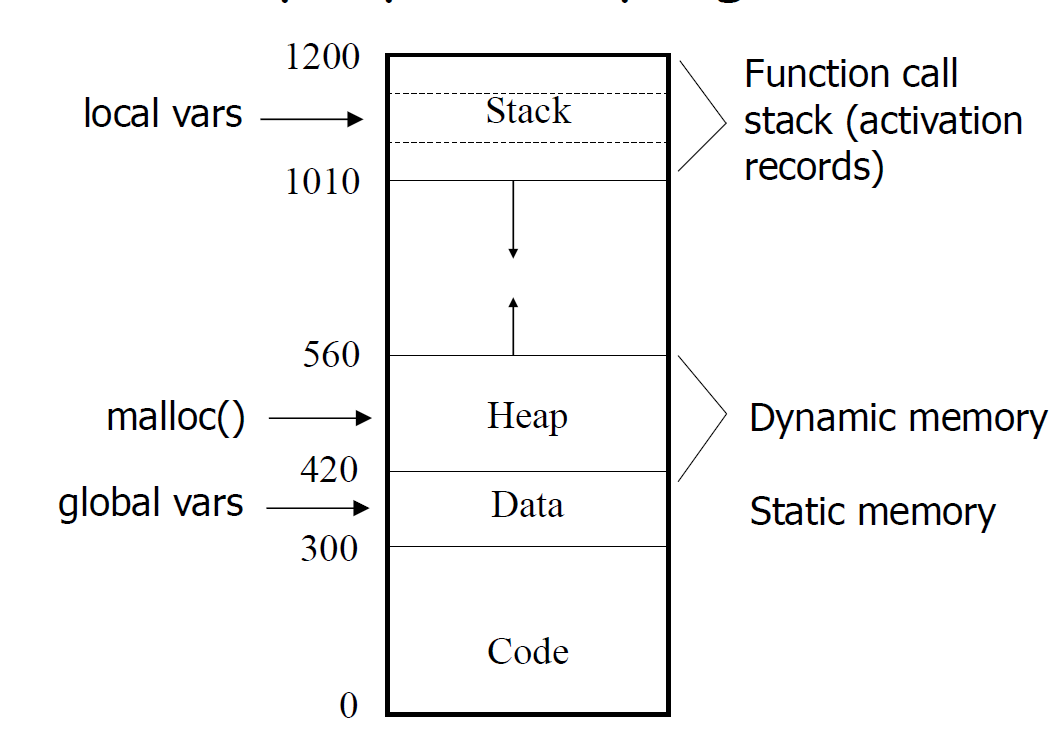 1200
local vars
Stack
Function call
stack (activation
records)
1010
560
malloc()
Heap
Dynamic memory
420
global vars
Data
Static memory
300
Code
0